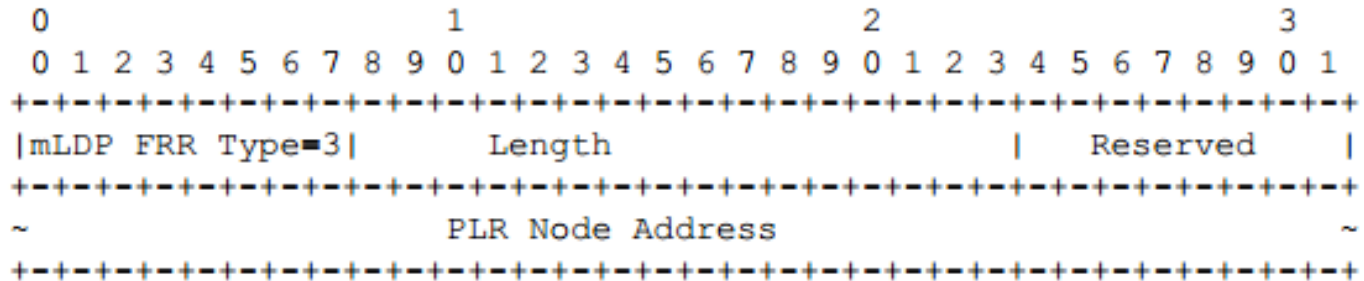 0                   1                   2                   3
 0 1 2 3 4 5 6 7 8 9 0 1 2 3 4 5 6 7 8 9 0 1 2 3 4 5 6 7 8 9 0 1
+-+-+-+-+-+-+-+-+-+-+-+-+-+-+-+-+-+-+-+-+-+-+-+-+-+-+-+-+-+-+-+-+
|mLDP FRR Type=3|      Length                   |   Reserved    |
+-+-+-+-+-+-+-+-+-+-+-+-+-+-+-+-+-+-+-+-+-+-+-+-+-+-+-+-+-+-+-+-+
~                    PLR Node Address                           ~
+-+-+-+-+-+-+-+-+-+-+-+-+-+-+-+-+-+-+-+-+-+-+-+-+-+-+-+-+-+-+-+-+